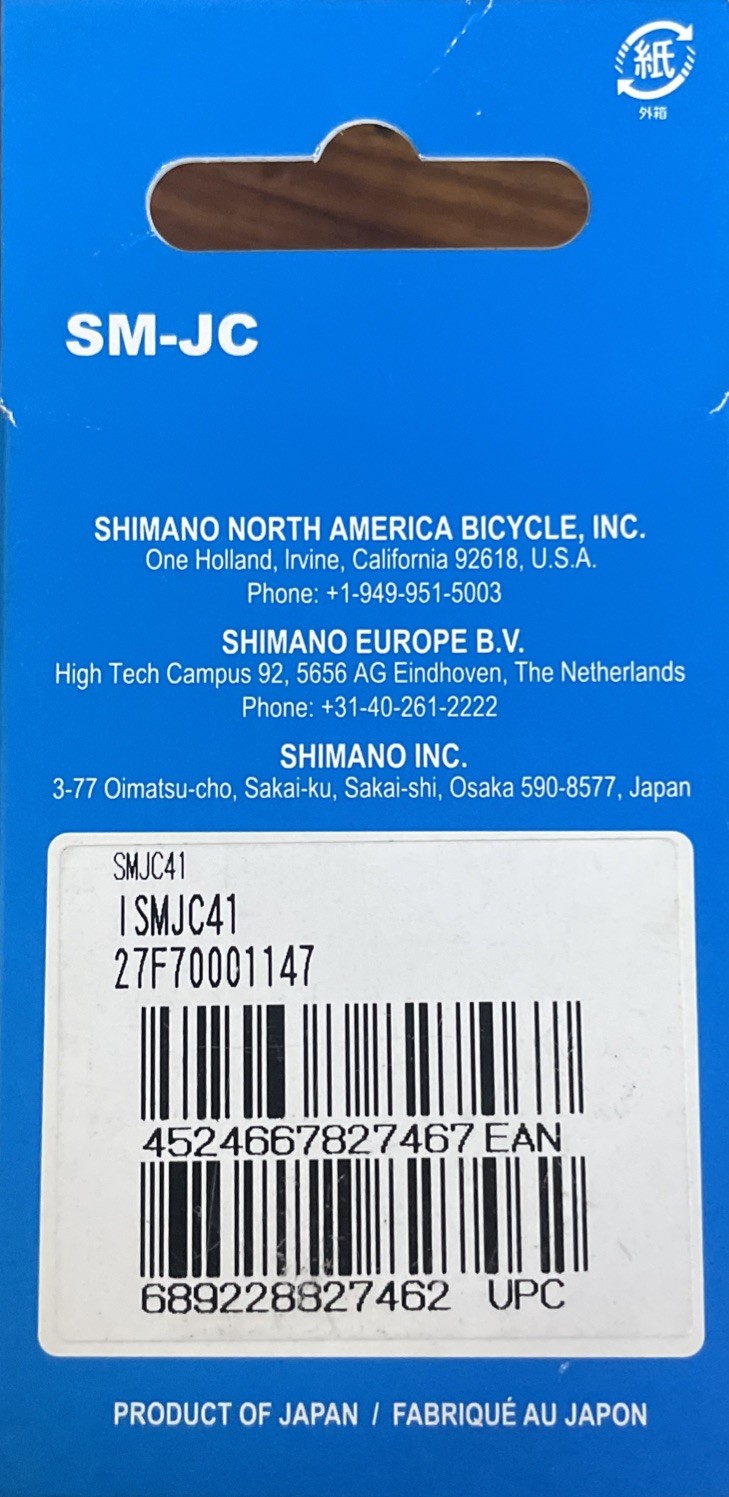 紙
外箱
SM-JC
SHIMANO NORTH AMERICA BICYCLE, INC.
One Holland, Irvine, California 92618, U.S.A.
Phone: +1-949-951-5003
SHIMANO EUROPE B.V.
High Tech Campus 92, 5656 AG Eindhoven, The Netherlands
Phone: +31-40-261-2222
SHIMANO INC.
3-77 Oimatsu-cho, Sakai-ku, Sakai-shi, Osaka 590-8577, Japan
SMJC41
ISMJC41
27F70001147
4524667827467 EAN
689228827462 UPC
PRODUCT OF JAPAN / FABRIQUÉ AU JAPON